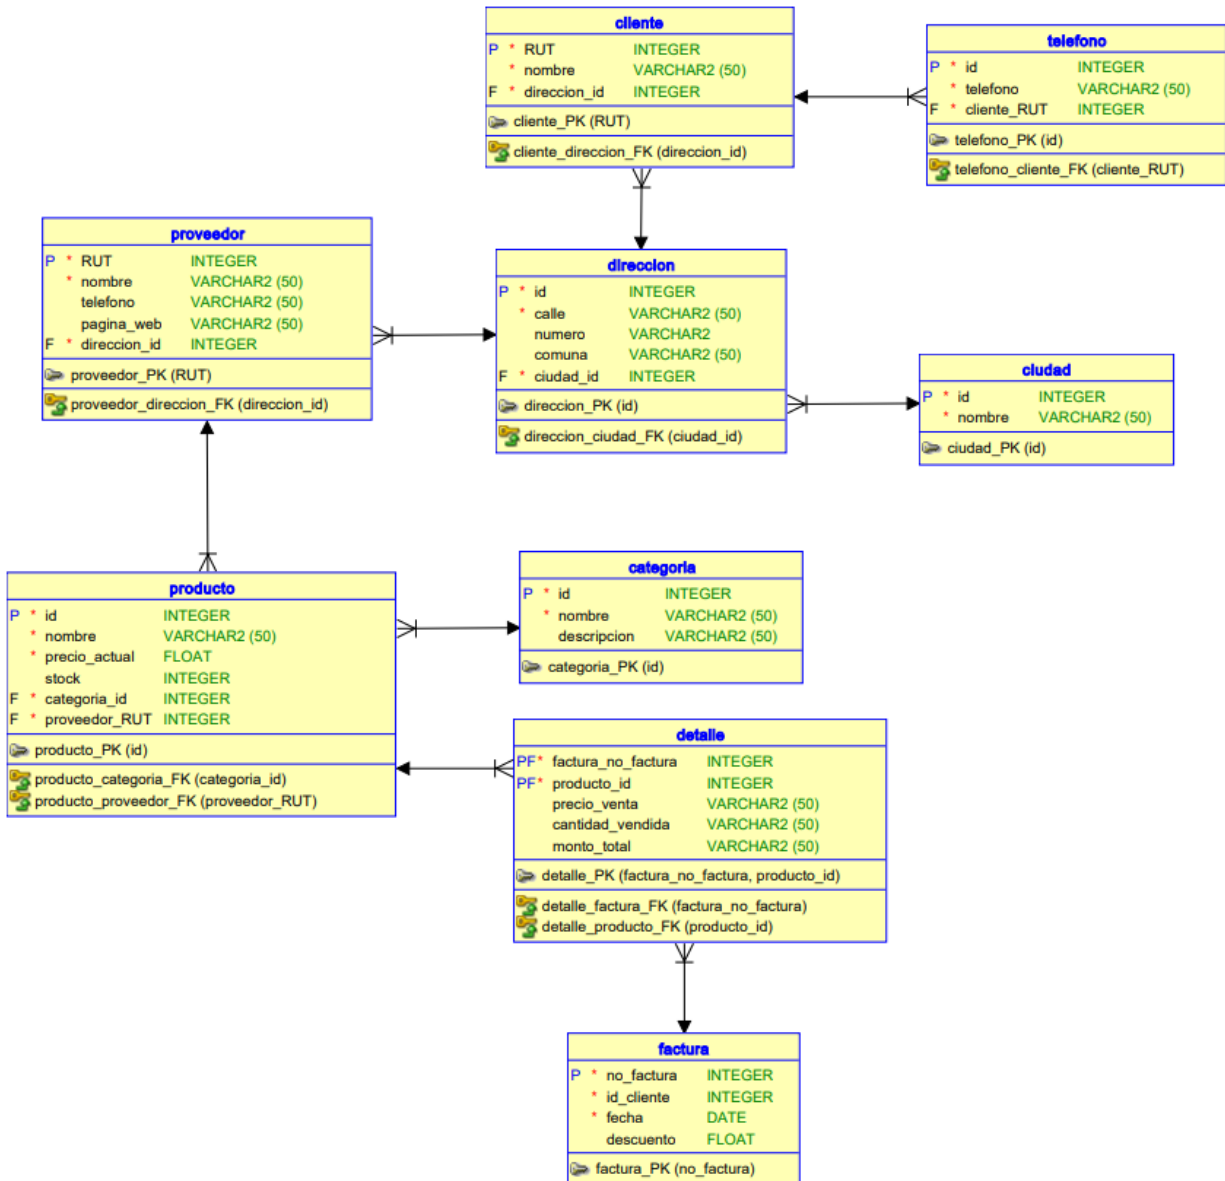 cliente
P * RUT INTEGER
* nombre VARCHAR2 (50)
F * direccion_id INTEGER
cliente_PK (RUT)
cliente_direccion_FK (direccion_id)
telefono
P * id INTEGER
* telefono VARCHAR2 (50)
F * cliente_RUT INTEGER
telefono_PK (id)
telefono_cliente_FK (cliente_RUT)
proveedor
P * RUT INTEGER
* nombre VARCHAR2 (50)
telefono VARCHAR2 (50)
pagina_web VARCHAR2 (50)
F * direccion_id INTEGER
proveedor_PK (RUT)
proveedor_direccion_FK (direccion_id)
direccion
P * id INTEGER
* calle VARCHAR2 (50)
numero VARCHAR2
comuna VARCHAR2 (50)
F * ciudad_id INTEGER
direccion_PK (id)
direccion_ciudad_FK (ciudad_id)
ciudad
P * id INTEGER
* nombre VARCHAR2 (50)
ciudad_PK (id)
producto
P * id INTEGER
* nombre VARCHAR2 (50)
* precio_actual FLOAT
stock INTEGER
F * categoria_id INTEGER
F * proveedor_RUT INTEGER
producto_PK (id)
producto_categoria_FK (categoria_id)
producto_proveedor_FK (proveedor_RUT)
categoria
P * id INTEGER
* nombre VARCHAR2 (50)
descripcion VARCHAR2 (50)
categoria_PK (id)
detalle
PF * factura_no_factura INTEGER
PF * producto_id INTEGER
precio_venta VARCHAR2 (50)
cantidad_vendida VARCHAR2 (50)
monto_total VARCHAR2 (50)
detalle_PK (factura_no_factura, producto_id)
detalle_factura_FK (factura_no_factura)
detalle_producto_FK (producto_id)
factura
P * no_factura INTEGER
* id_cliente INTEGER
* fecha DATE
descuento FLOAT
factura_PK (no_factura)